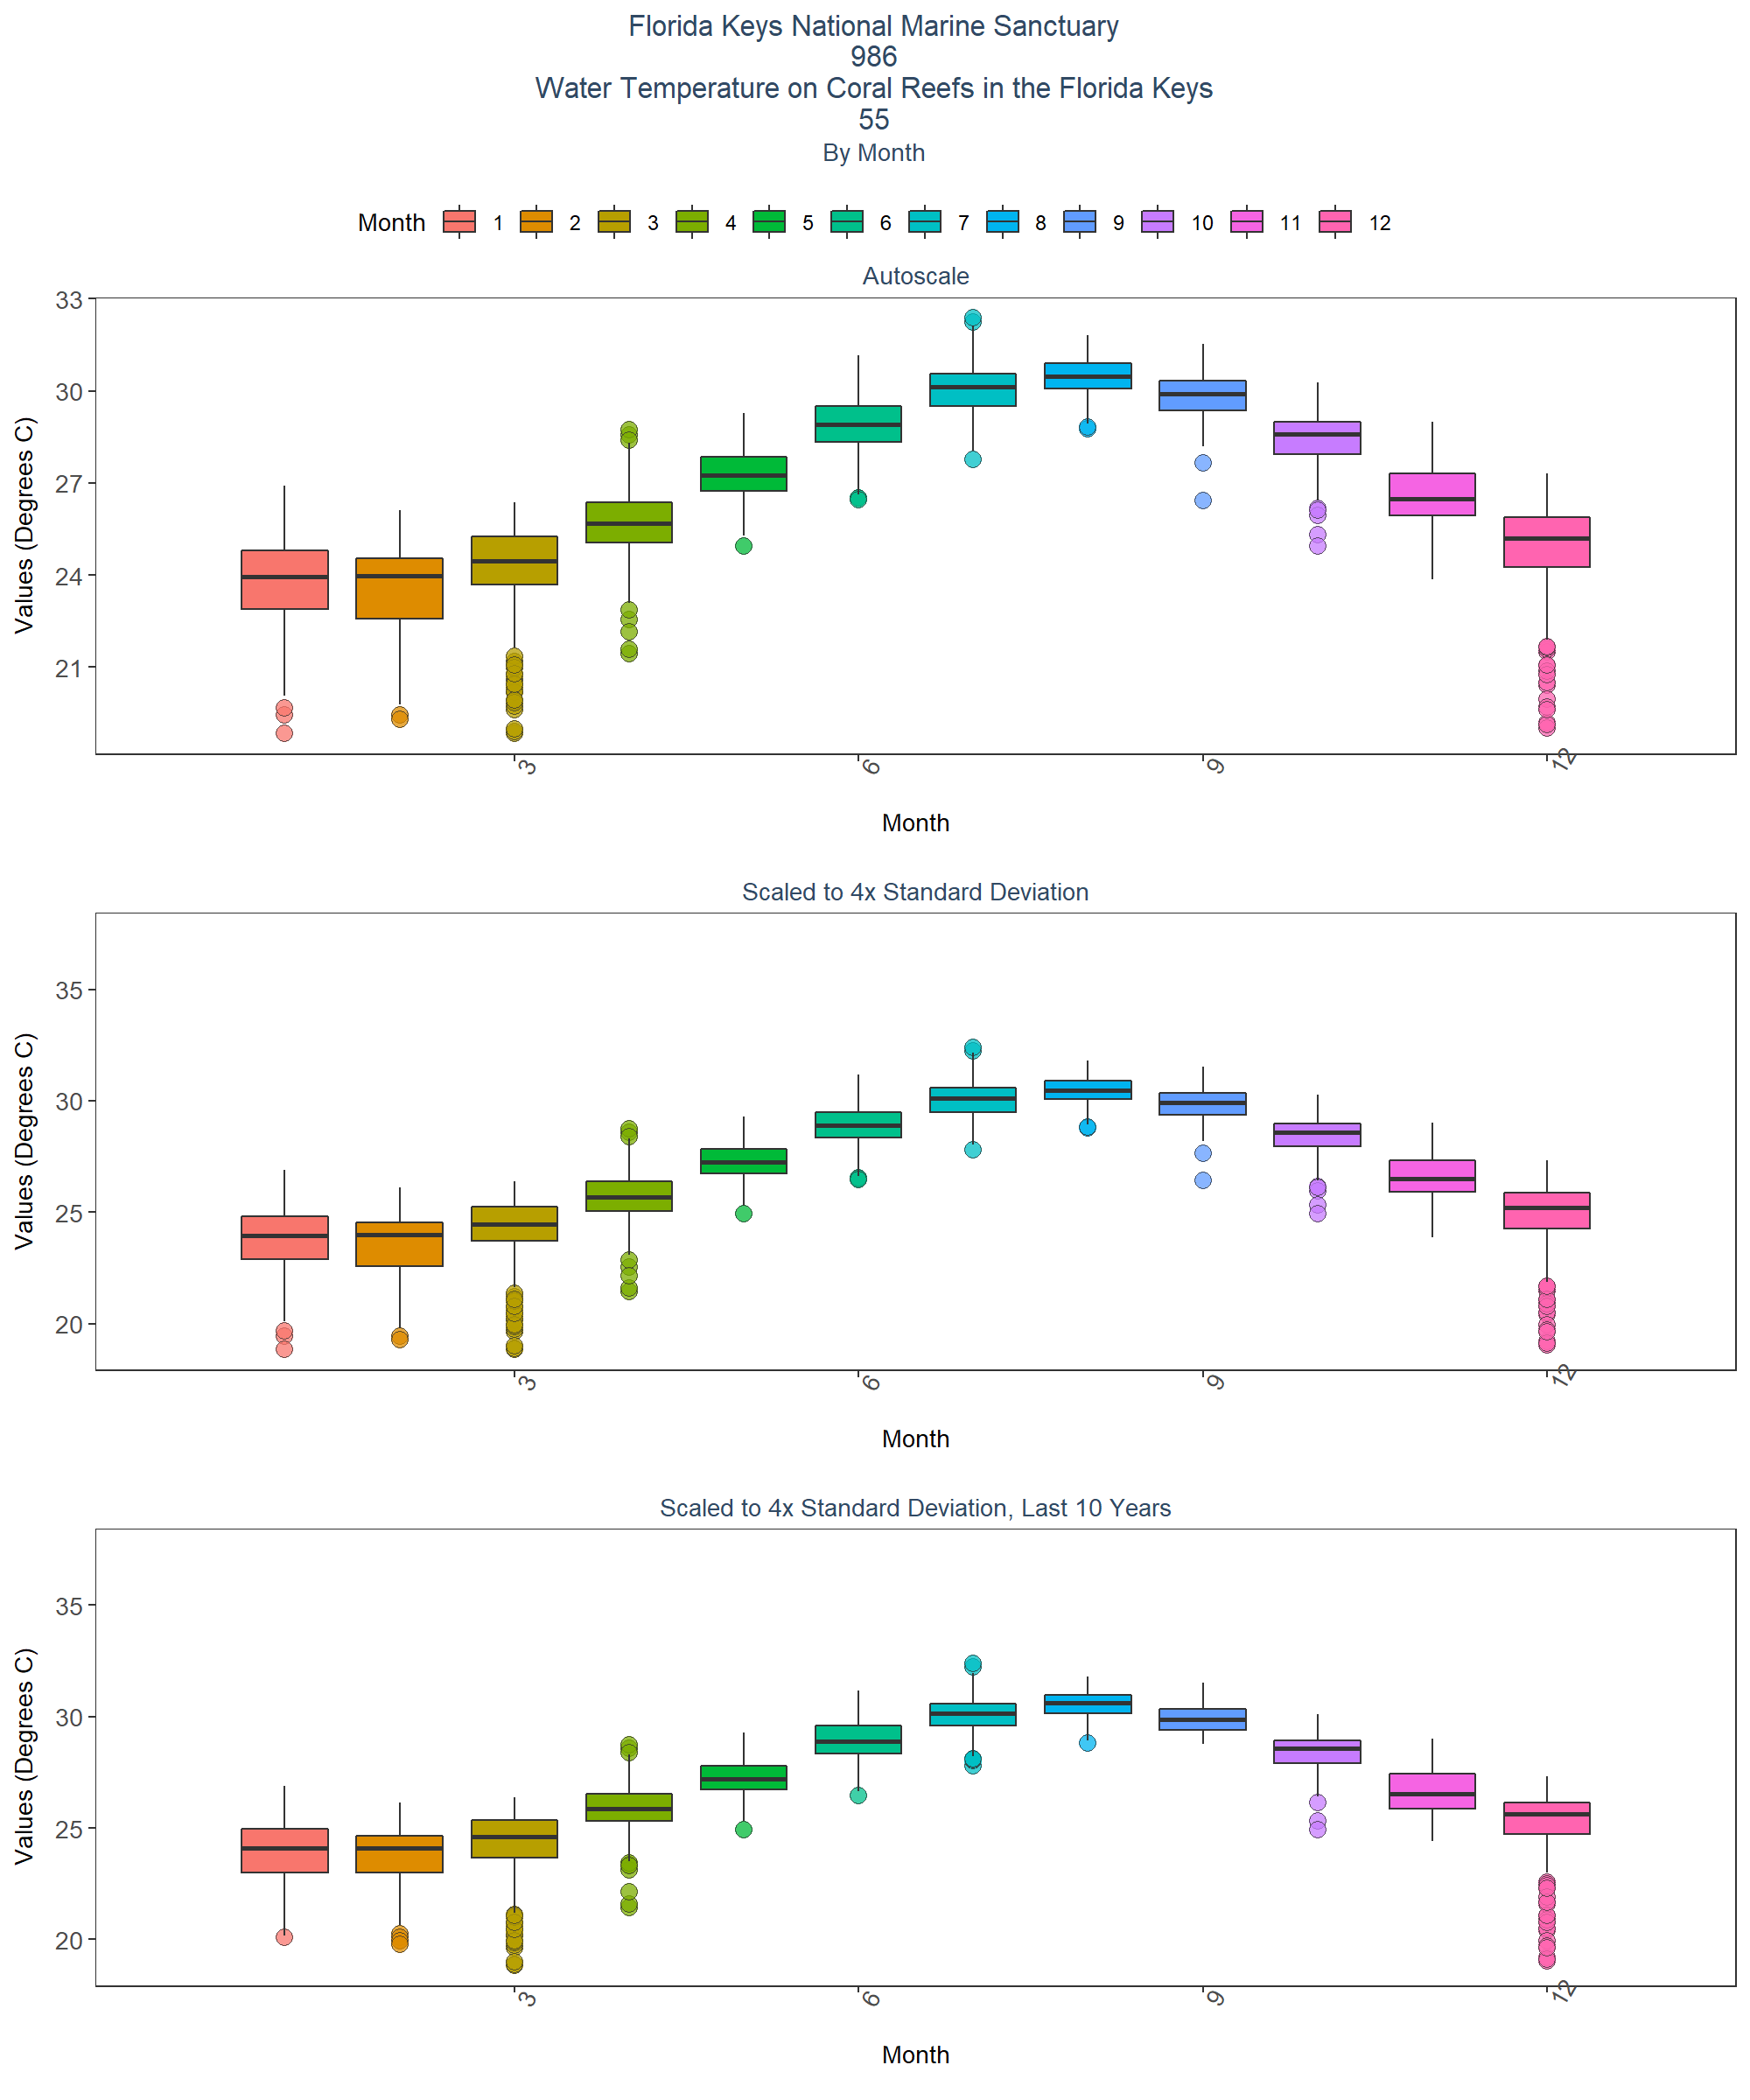 Florida Keys National Marine Sanctuary
986
Water Temperature on Coral Reefs in the Florida Keys
55
By Month
Month 1 2 3 4 5 6 7 8 9 10 11 12
Autoscale
Values (Degrees C)
33
30
27
24
21
3 6 9 12
Month
Scaled to 4x Standard Deviation
Values (Degrees C)
35
30
25
20
3 6 9 12
Month
Scaled to 4x Standard Deviation, Last 10 Years
Values (Degrees C)
35
30
25
20
3 6 9 12
Month